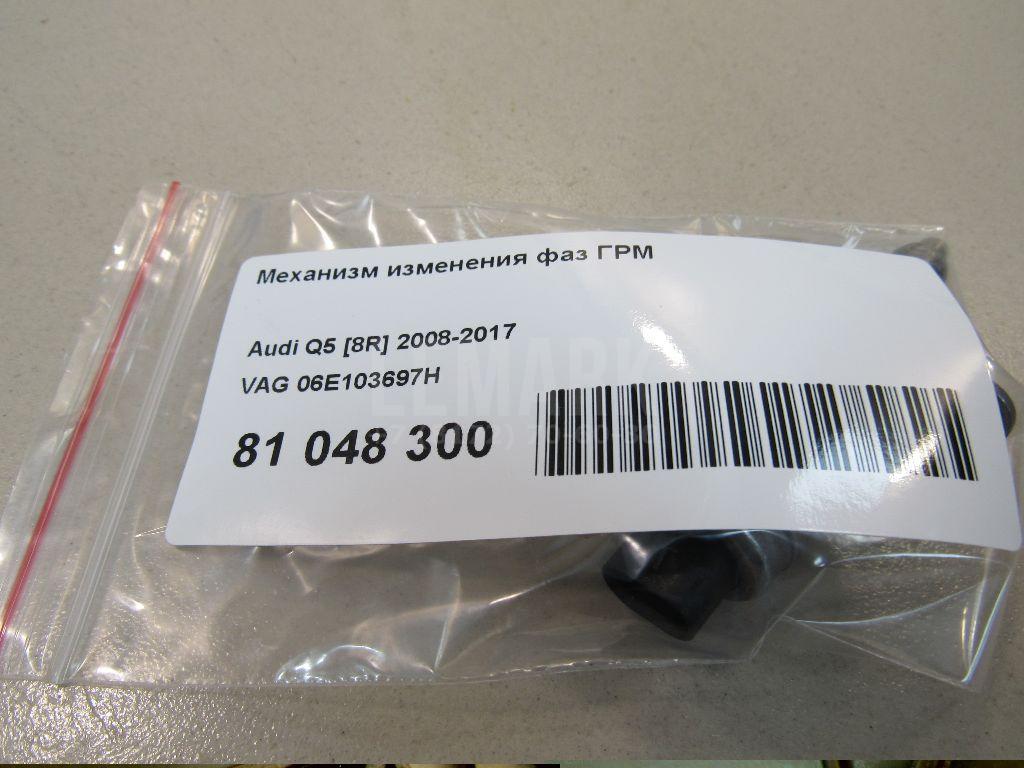 Механизм изменения фаз ГРМ
Audi Q5 [8R] 2008-2017
VAG 06E103697H
81 048 300